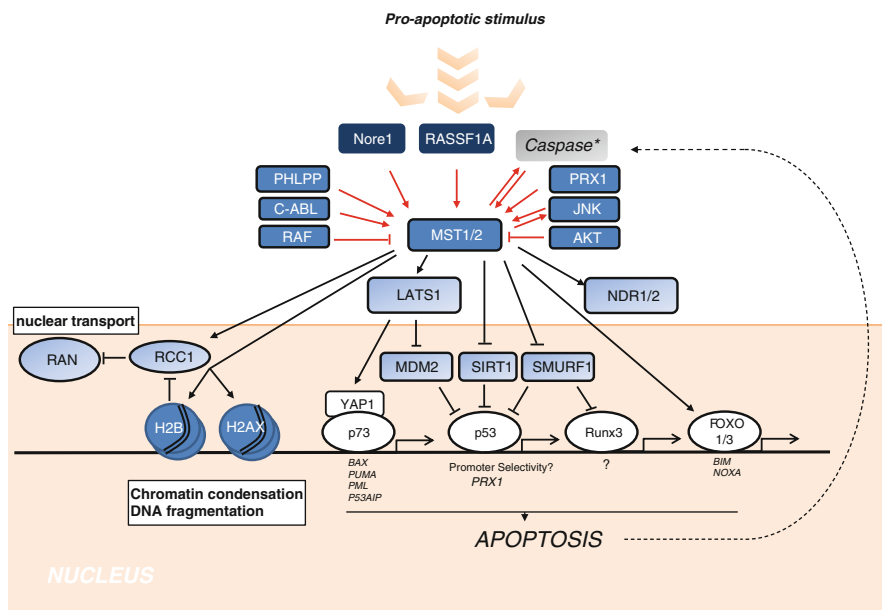 Pro-apoptotic stimulus
Nore1
RASSF1A
Caspase*
PHLPP
C-ABL
RAF
PRX1
JNK
AKT
MST1/2
LATS1
NDR1/2
nuclear transport
RAN
RCC1
MDM2
SIRT1
SMURF1
H2B
H2AX
YAP1
p73
p53
Runx3
FOXO
1/3
BAX
PUMA
PML
P53AIP
Promoter Selectivity?
PRX1
?
BIM
NOXA
Chromatin condensation
DNA fragmentation
APOPTOSIS
NUCLEUS